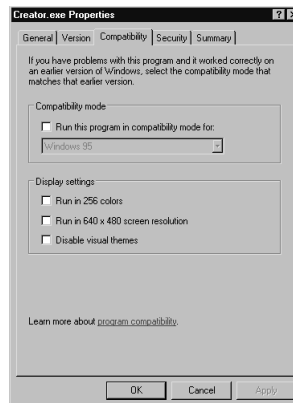 Creator.exe Properties
General Version Compatibility Security Summary
If you have problems with this program and it worked correctly on
an earlier version of Windows, select the compatibility mode that
matches that earlier version.
Compatibility mode
Run this program in compatibility mode for:
Windows 95
Display settings
Run in 256 colors
Run in 640 x 480 screen resolution
Disable visual themes
Learn more about program compatibility.
OK Cancel Apply